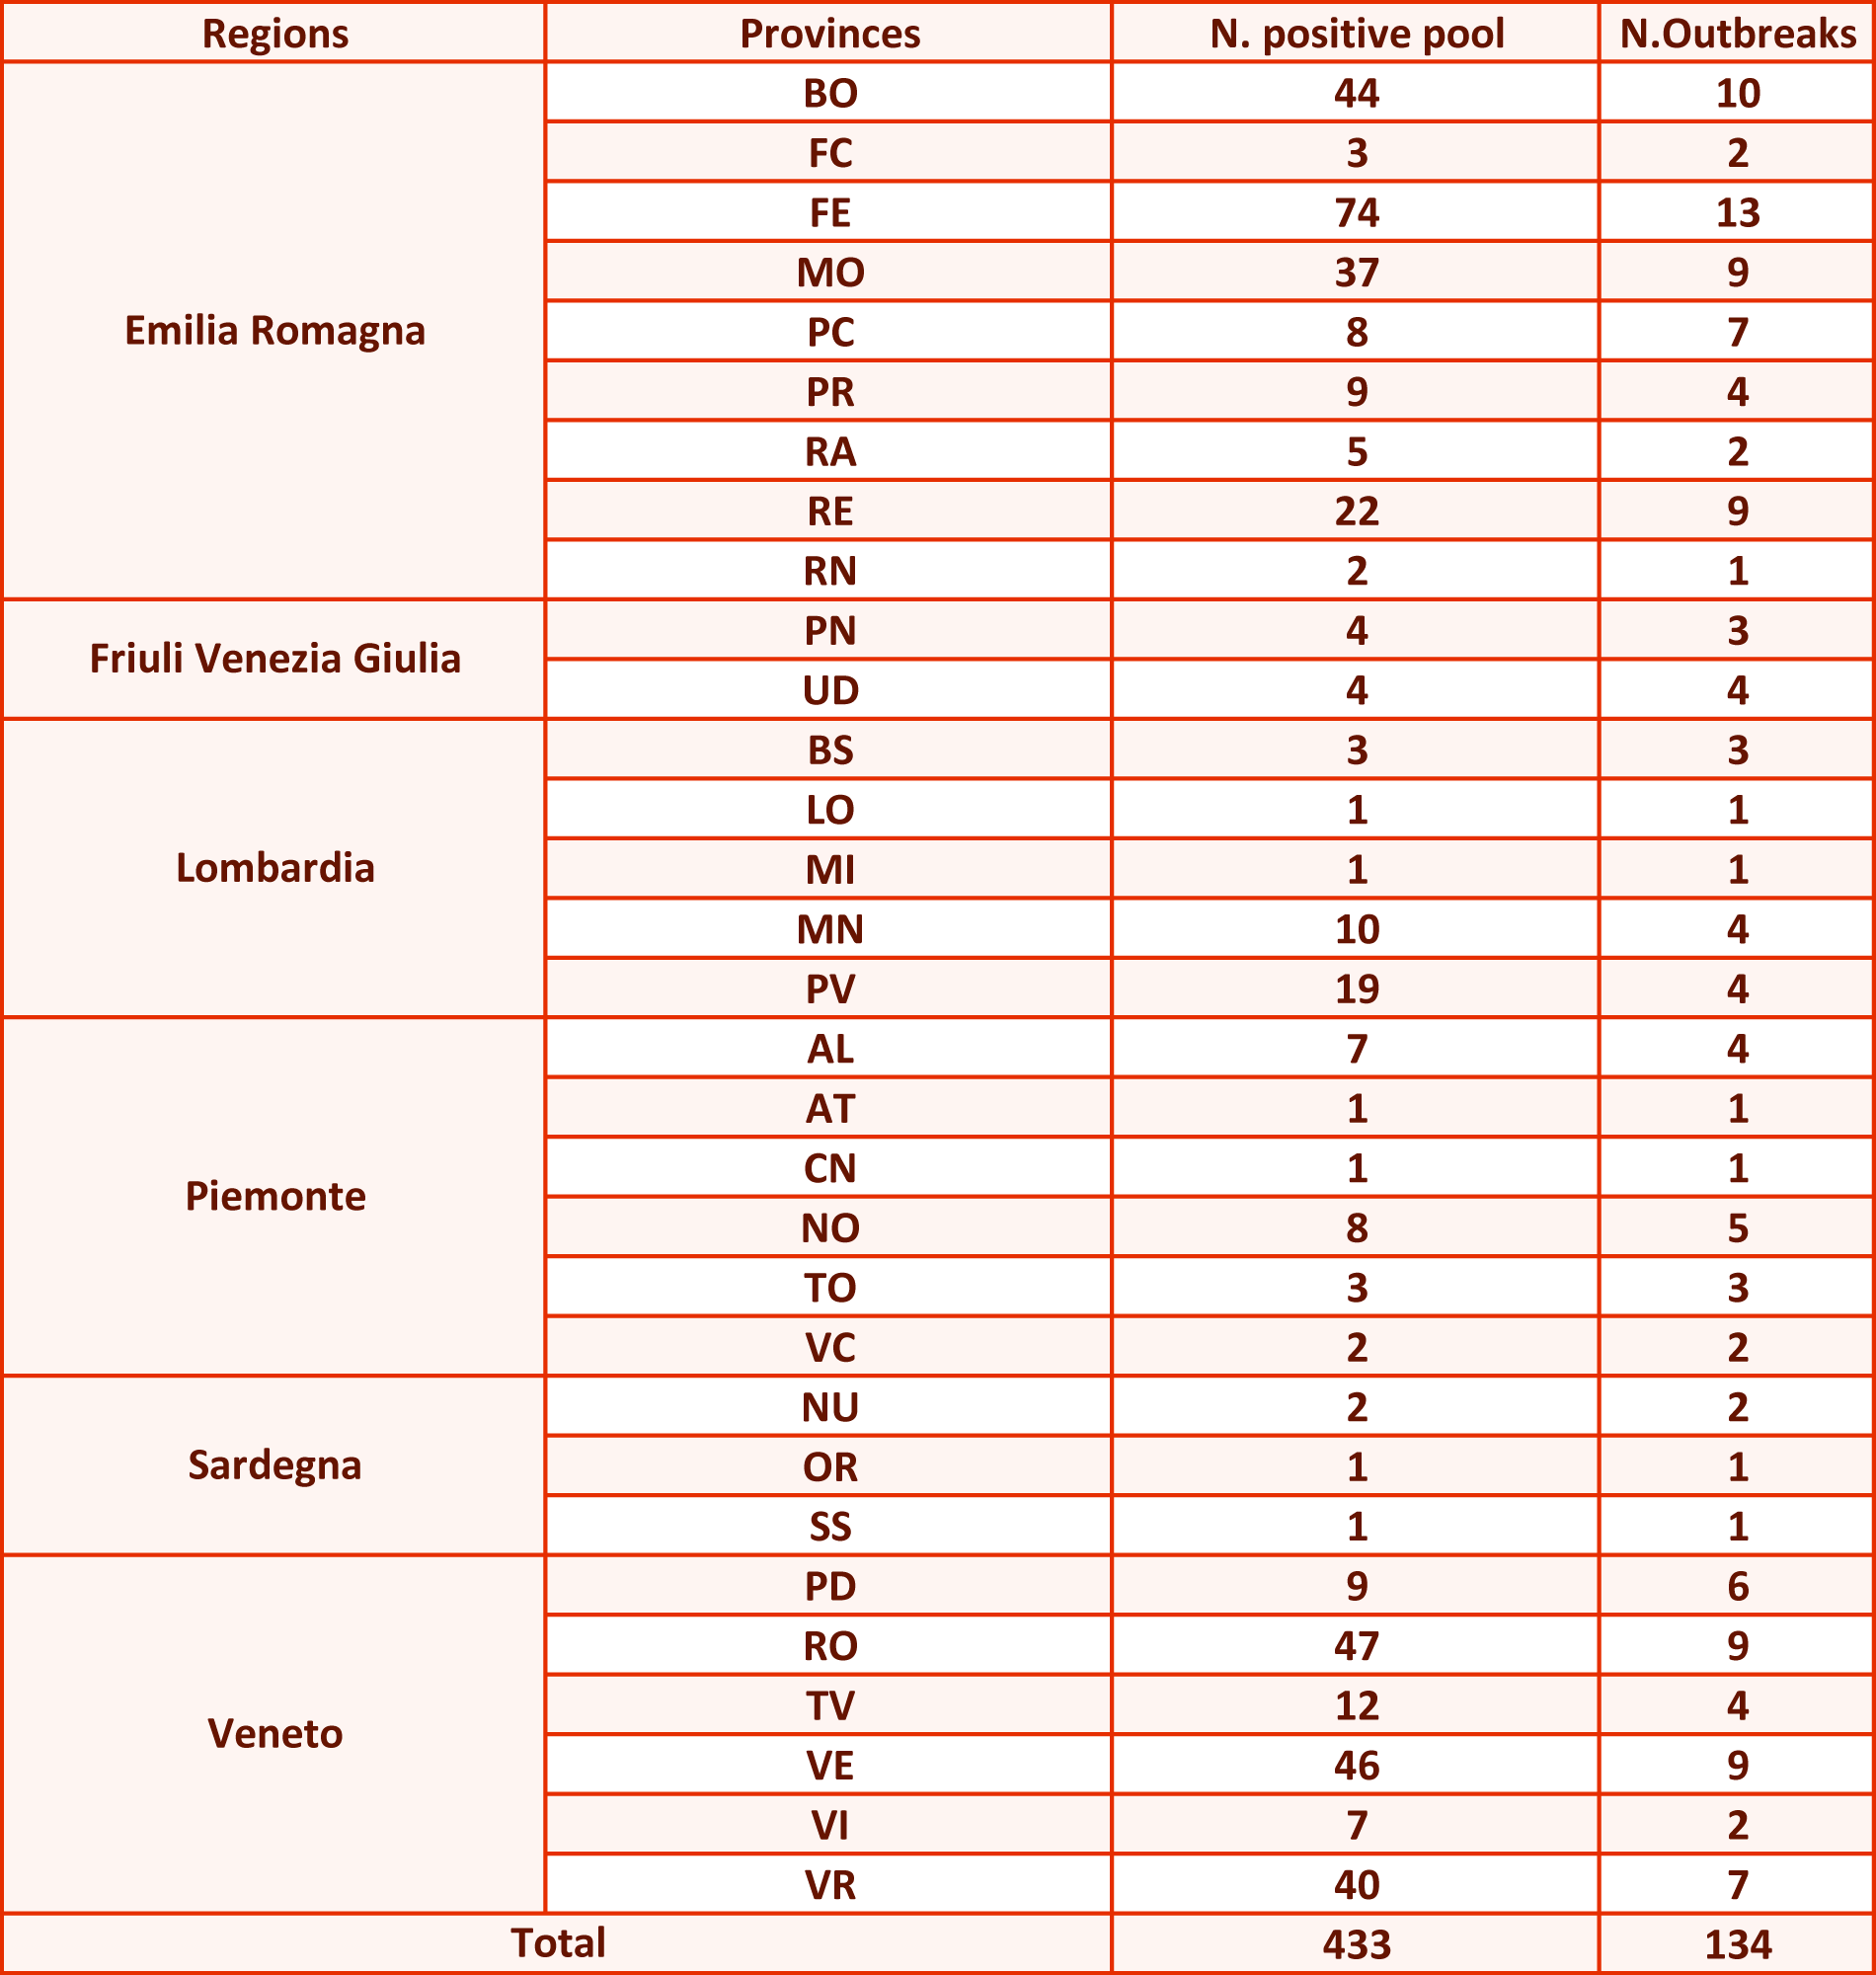 Regions Provinces N. positive pool N.Outbreaks
Emilia Romagna BO 44 10
FC 3 2
FE 74 13
MO 37 9
PC 8 7
PR 9 4
RA 5 2
RE 22 9
RN 2 1
Friuli Venezia Giulia PN 4 3
UD 4 4
Lombardia BS 3 3
LO 1 1
MI 1 1
MN 10 4
PV 19 4
Piemonte AL 7 4
AT 1 1
CN 1 1
NO 8 5
TO 3 3
VC 2 2
Sardegna NU 2 2
OR 1 1
SS 1 1
Veneto PD 9 6
RO 47 9
TV 12 4
VE 46 9
VI 7 2
VR 40 7
Total 433 134